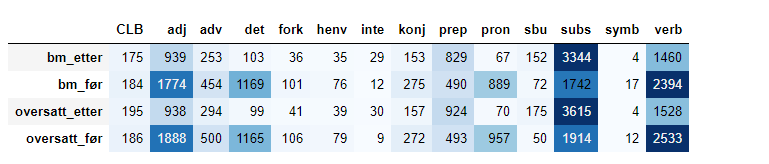 CLB adj adv det fork henv inte konj prep pron sbu subs symb verb
bm_etter 175 939 253 103 36 35 29 153 829 67 152 3344 4 1460
bm_før 184 1774 454 1169 101 76 12 275 490 889 72 1742 17 2394
oversatt_etter 195 938 294 99 41 39 30 157 924 70 175 3615 4 1528
oversatt_før 186 1888 500 1165 106 79 9 272 493 957 50 1914 12 2533